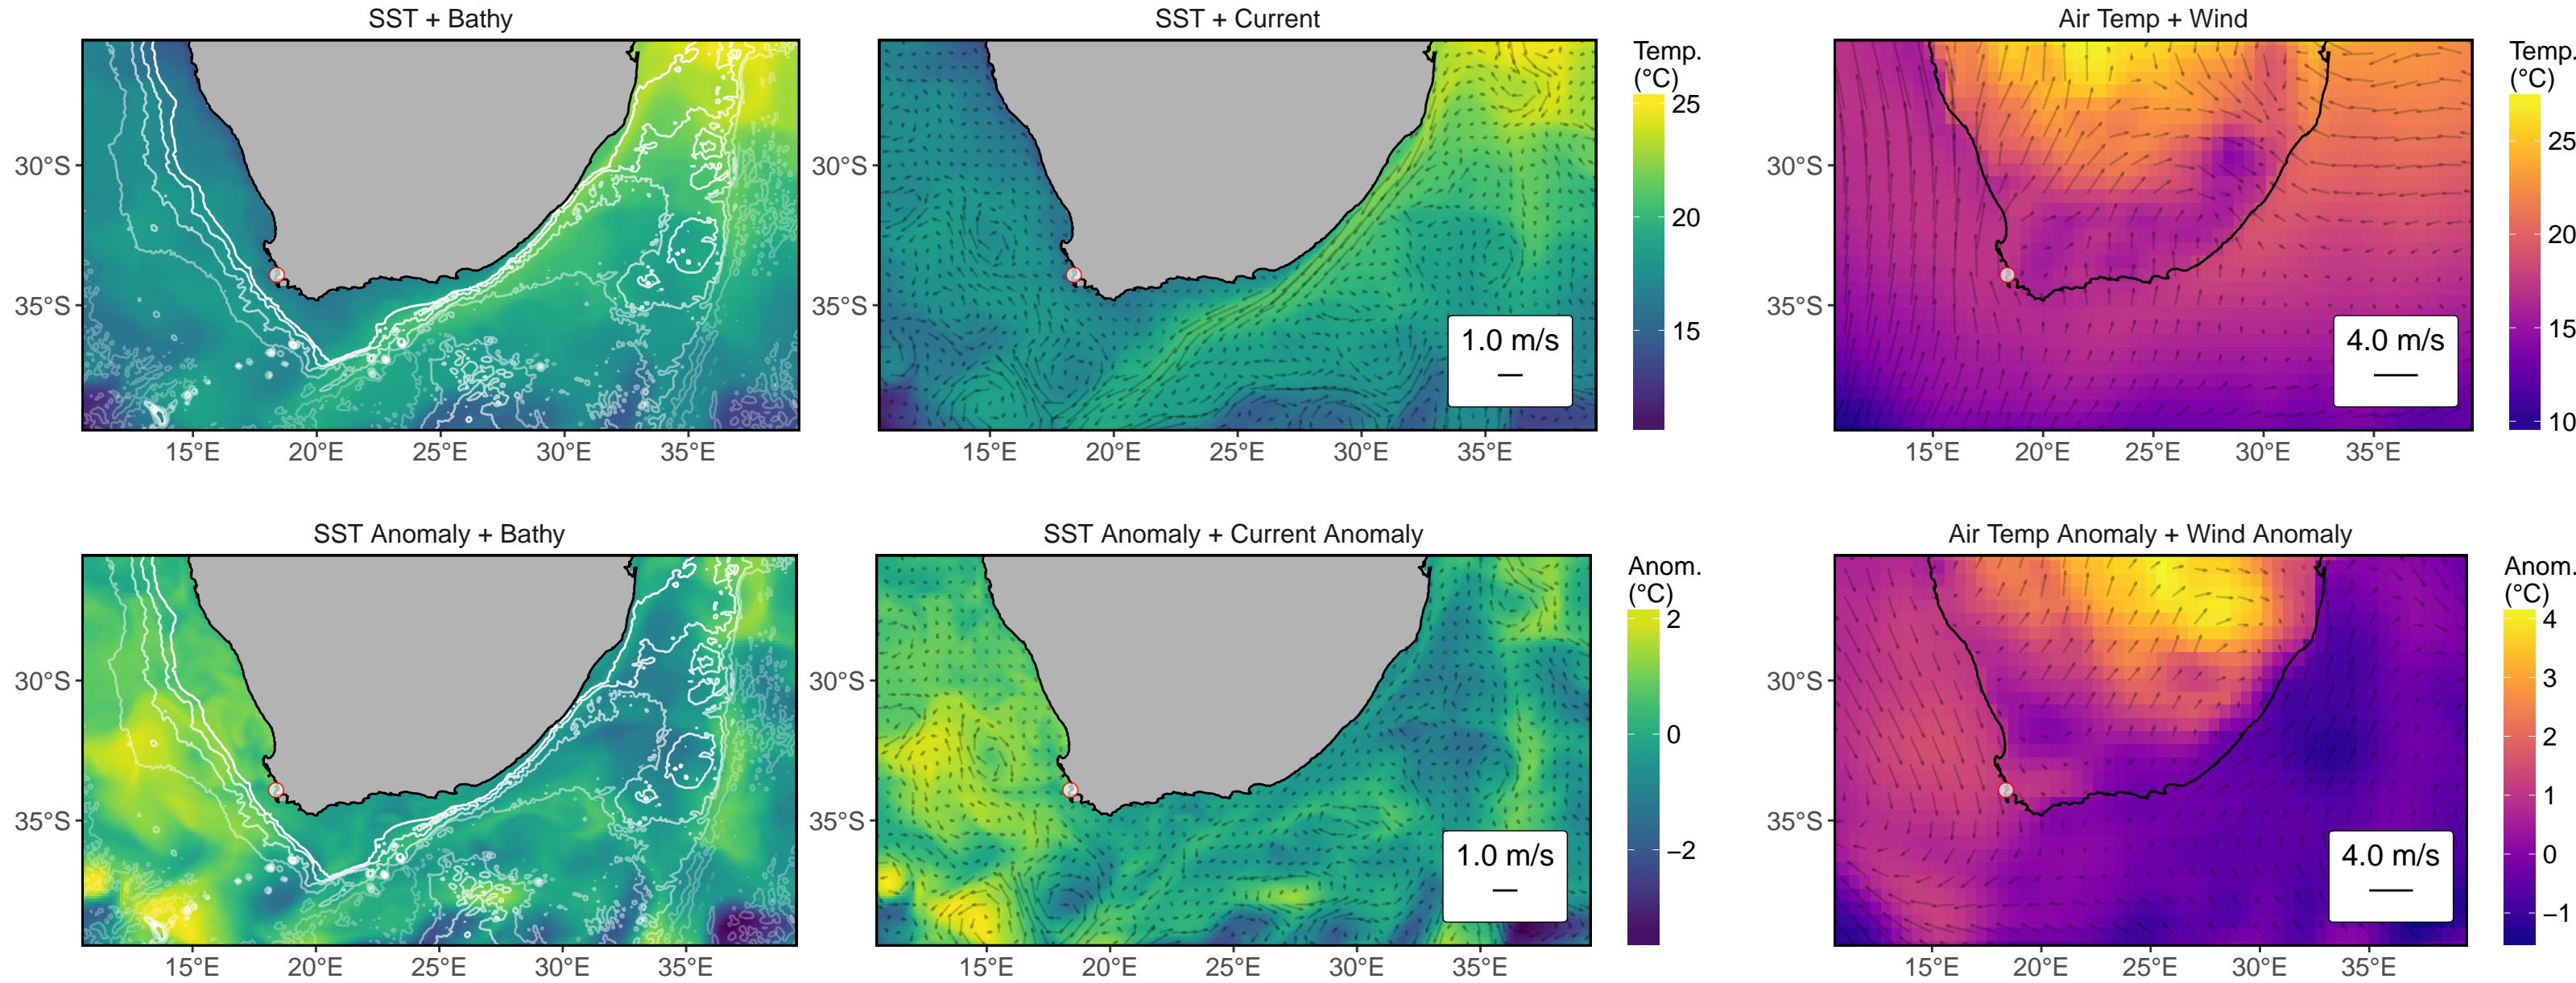 SST + Bathy
SST + Current
Air Temp + Wind
30°S
35°S
15°E 20°E 25°E 30°E 35°E
30°S
35°S
1.0 m/s
15°E 20°E 25°E 30°E 35°E
Temp.
(°C)
25
20
15
30°S
35°S
4.0 m/s
15°E 20°E 25°E 30°E 35°E
Temp.
(°C)
25
20
15
10
SST Anomaly + Bathy
SST Anomaly + Current Anomaly
Air Temp Anomaly + Wind Anomaly
30°S
35°S
15°E 20°E 25°E 30°E 35°E
30°S
35°S
1.0 m/s
15°E 20°E 25°E 30°E 35°E
Anom.
(°C)
2
0
−2
30°S
35°S
4.0 m/s
15°E 20°E 25°E 30°E 35°E
Anom.
(°C)
4
3
2
1
0
−1